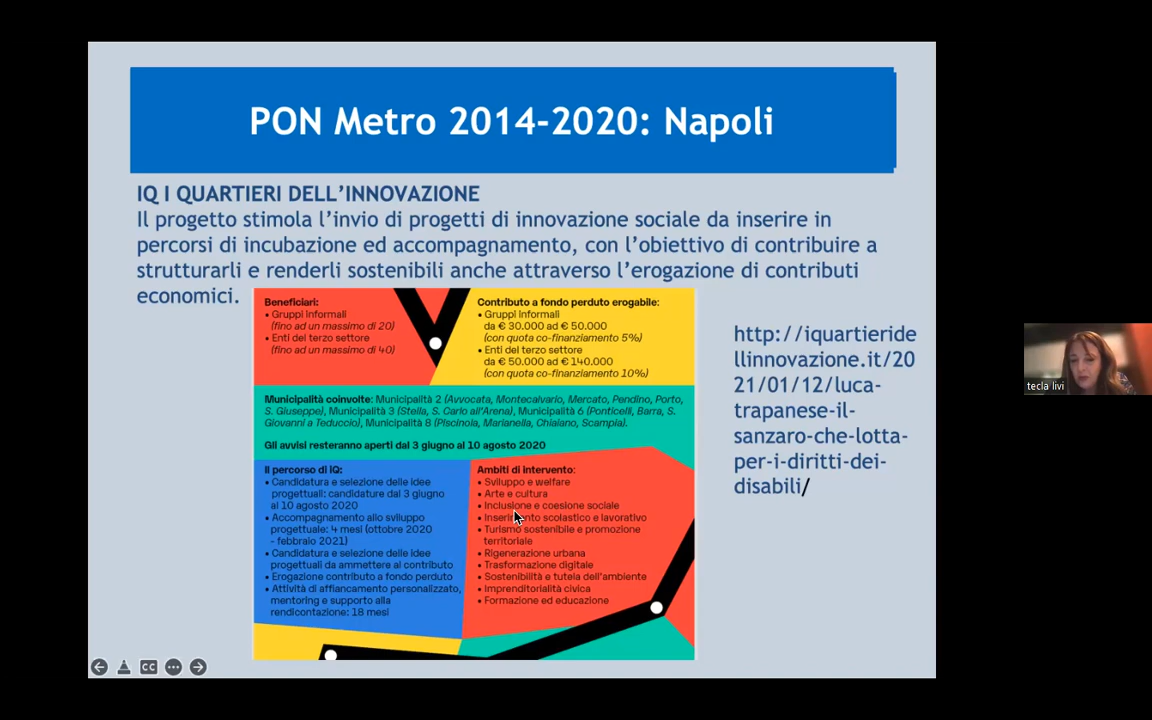 PON Metro 2014-2020: Napoli
IQ I QUARTIERI DELL'INNOVAZIONE
Il progetto stimola l'invio di progetti di innovazione sociale da inserire in
percorsi di incubazione ed accompagnamento, con l'obiettivo di contribuire a
strutturarli e renderli sostenibili anche attraverso l'erogazione di contributi
economici.
Beneficiari:
• Gruppi informali
(fino ad un massimo di 20)
• Enti del terzo settore
(fino ad un massimo di 40)
Contributo a fondo perduto erogabile:
• Gruppi informali
da € 30.000 ad € 50.000
(con quota co-finanziamento 5%)
• Enti del terzo settore
da € 50.000 ad € 140.000
(con quota co-finanziamento 10%)
Municipalità coinvolte: Municipalità 2 (Avvocata, Montecalvario, Mercato, Pendino, Porto,
S. Giuseppe), Municipalità 3 (Stella, S. Carlo all'Arena), Municipalità 6 (Ponticelli, Barra, S.
Giovanni a Teduccio), Municipalità 8 (Piscinola, Marianella, Chiaiano, Scampia).
Gli avvisi resteranno aperti dal 3 giugno al 10 agosto 2020
Il percorso di IQ:
• Candidatura e selezione delle idee
progettuali: candidature dal 3 giugno
al 10 agosto 2020
• Accompagnamento allo sviluppo
progettuale: 4 mesi (ottobre 2020
- febbraio 2021)
• Candidatura e selezione delle idee
progettuali da ammettere al contributo
• Erogazione contributo a fondo perduto
• Attività di affiancamento personalizzato,
mentoring e supporto alla
rendicontazione: 18 mesi
Ambiti di intervento:
• Sviluppo e welfare
• Arte e cultura
• Inclusione e coesione sociale
• Inserimento scolastico e lavorativo
• Turismo sostenibile e promozione
territoriale
• Rigenerazione urbana
• Trasformazione digitale
• Sostenibilità e tutela dell'ambiente
• Imprenditorialità civica
• Formazione ed educazione
http://iquartieride
llinnovazione.it/20
21/01/12/luca-
trapanese-il-
sanzaro-che-lotta-
per-i-diritti-dei-
disabili/
tecla livi
CC